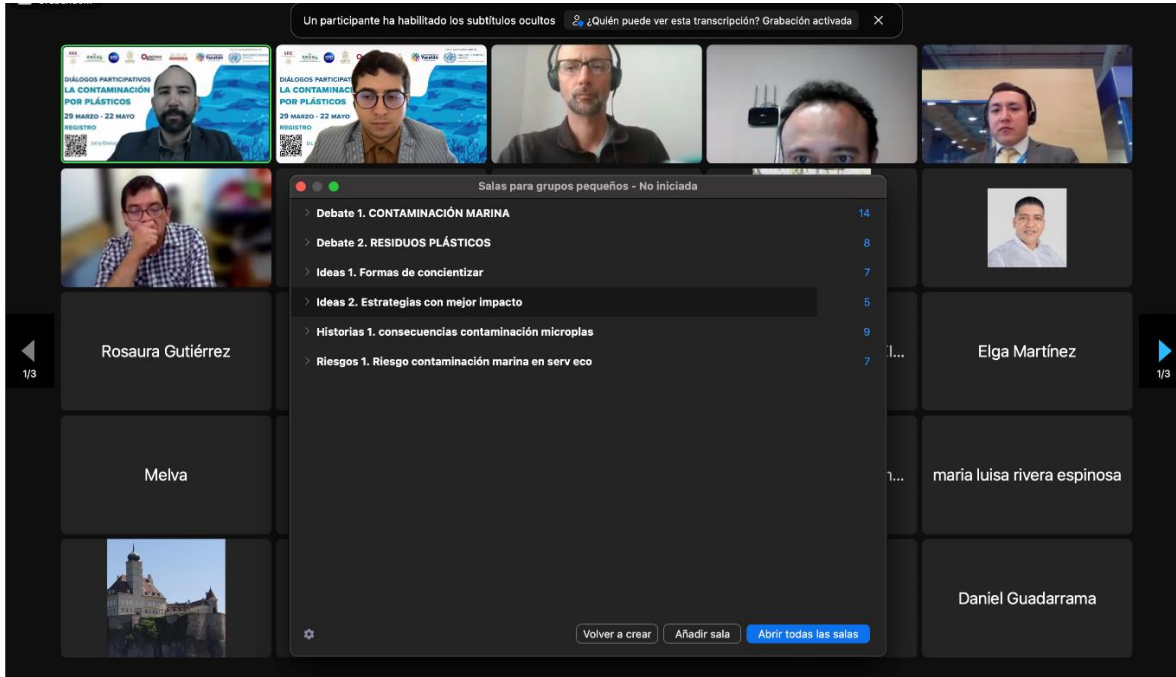 Un participante ha habilitado los subtítulos ocultos ¿Quién puede ver esta transcripción? Grabación activada
DIÁLOGOS PARTICIPATIVOS
LA CONTAMINACIÓN
POR PLÁSTICOS
29 MARZO - 22 MAYO
REGISTRO
DIÁLOGOS PARTICIPAT
LA CONTAMINACI
POR PLÁSTICOS
29 MARZO - 22 MAYO
REGISTRO
Salas para grupos pequeños - No iniciada
Debate 1. CONTAMINACIÓN MARINA 14
Debate 2. RESIDUOS PLÁSTICOS 8
Ideas 1. Formas de concientizar 7
Ideas 2. Estrategias con mejor impacto 5
Historias 1. consecuencias contaminación microplas 9
Riesgos 1. Riesgo contaminación marina en serv eco 7
1/3
Rosaura Gutiérrez
Elga Martínez
1/3
Melva
maria luisa rivera espinosa
Daniel Guadarrama
Volver a crear Añadir sala Abrir todas las salas